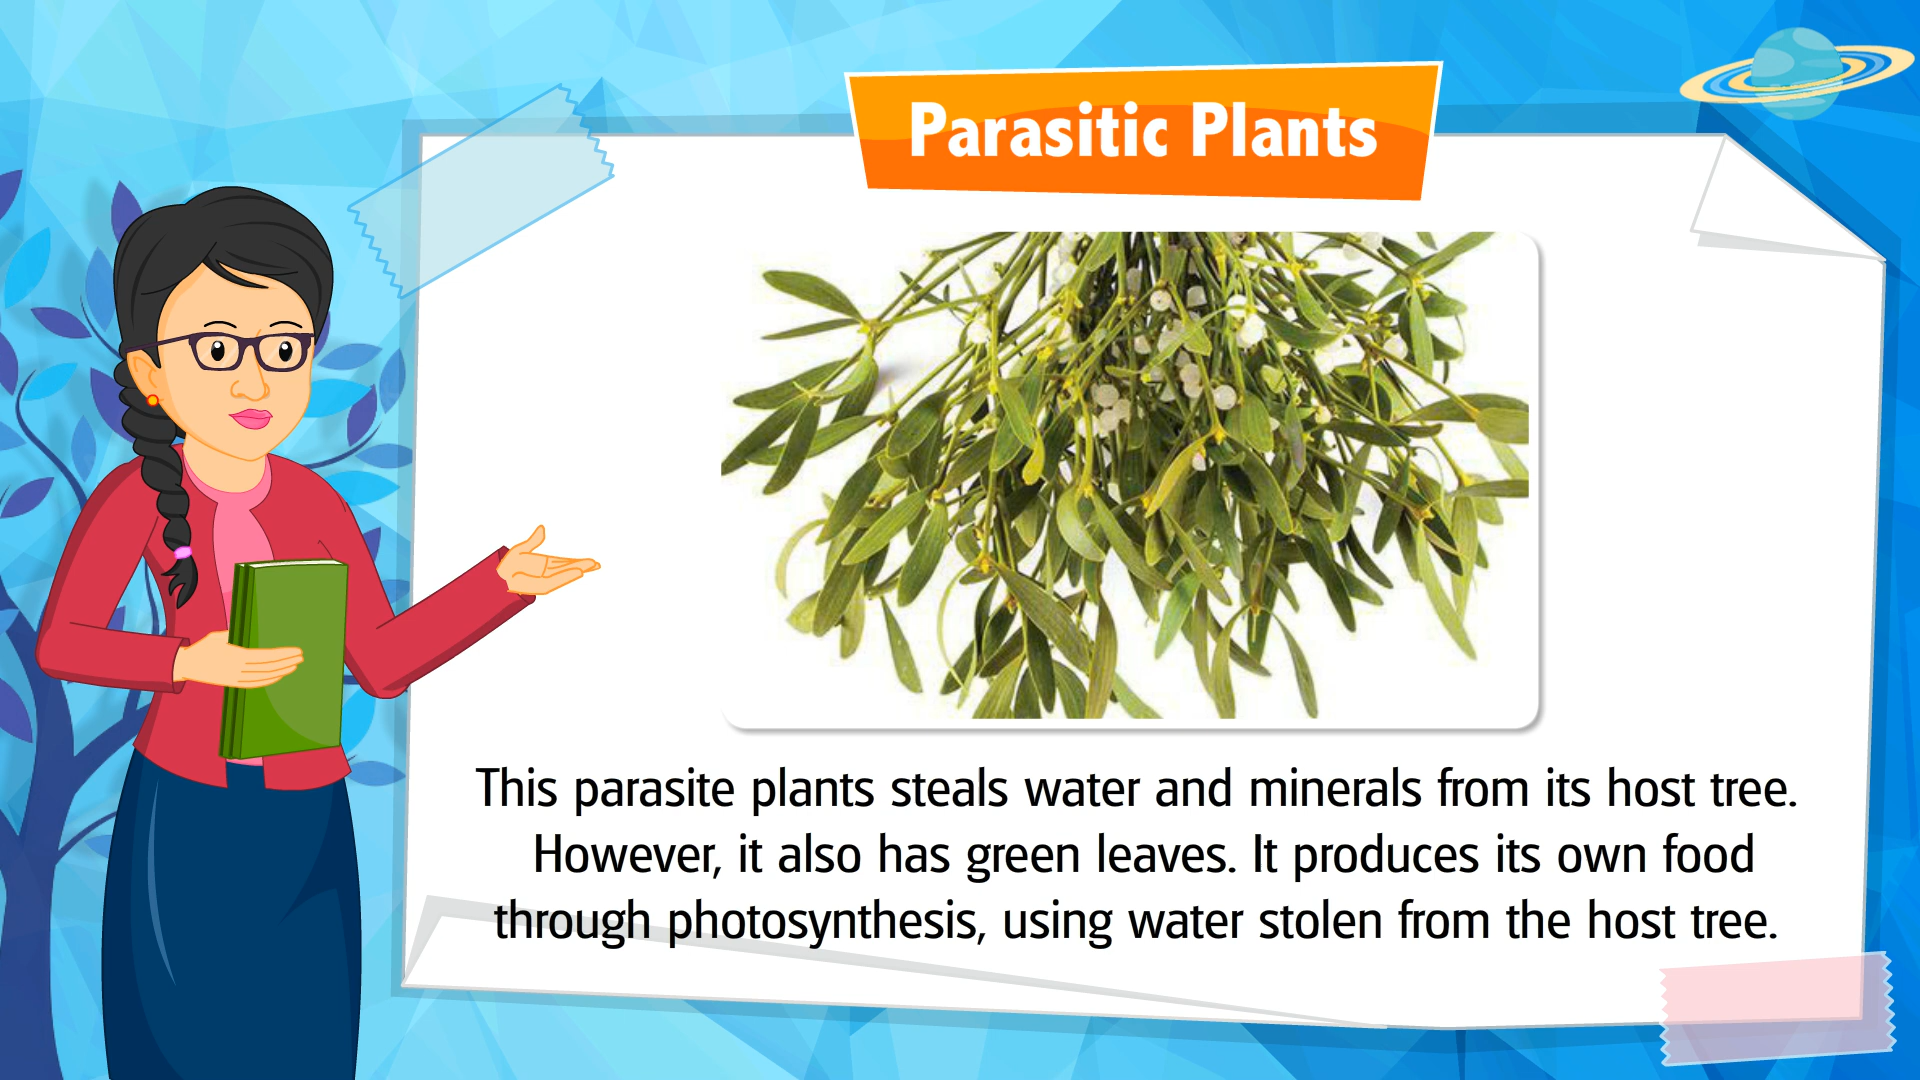 Parasitic Plants
This parasite plants steals water and minerals from its host tree.
However, it also has green leaves. It produces its own food
through photosynthesis, using water stolen from the host tree.